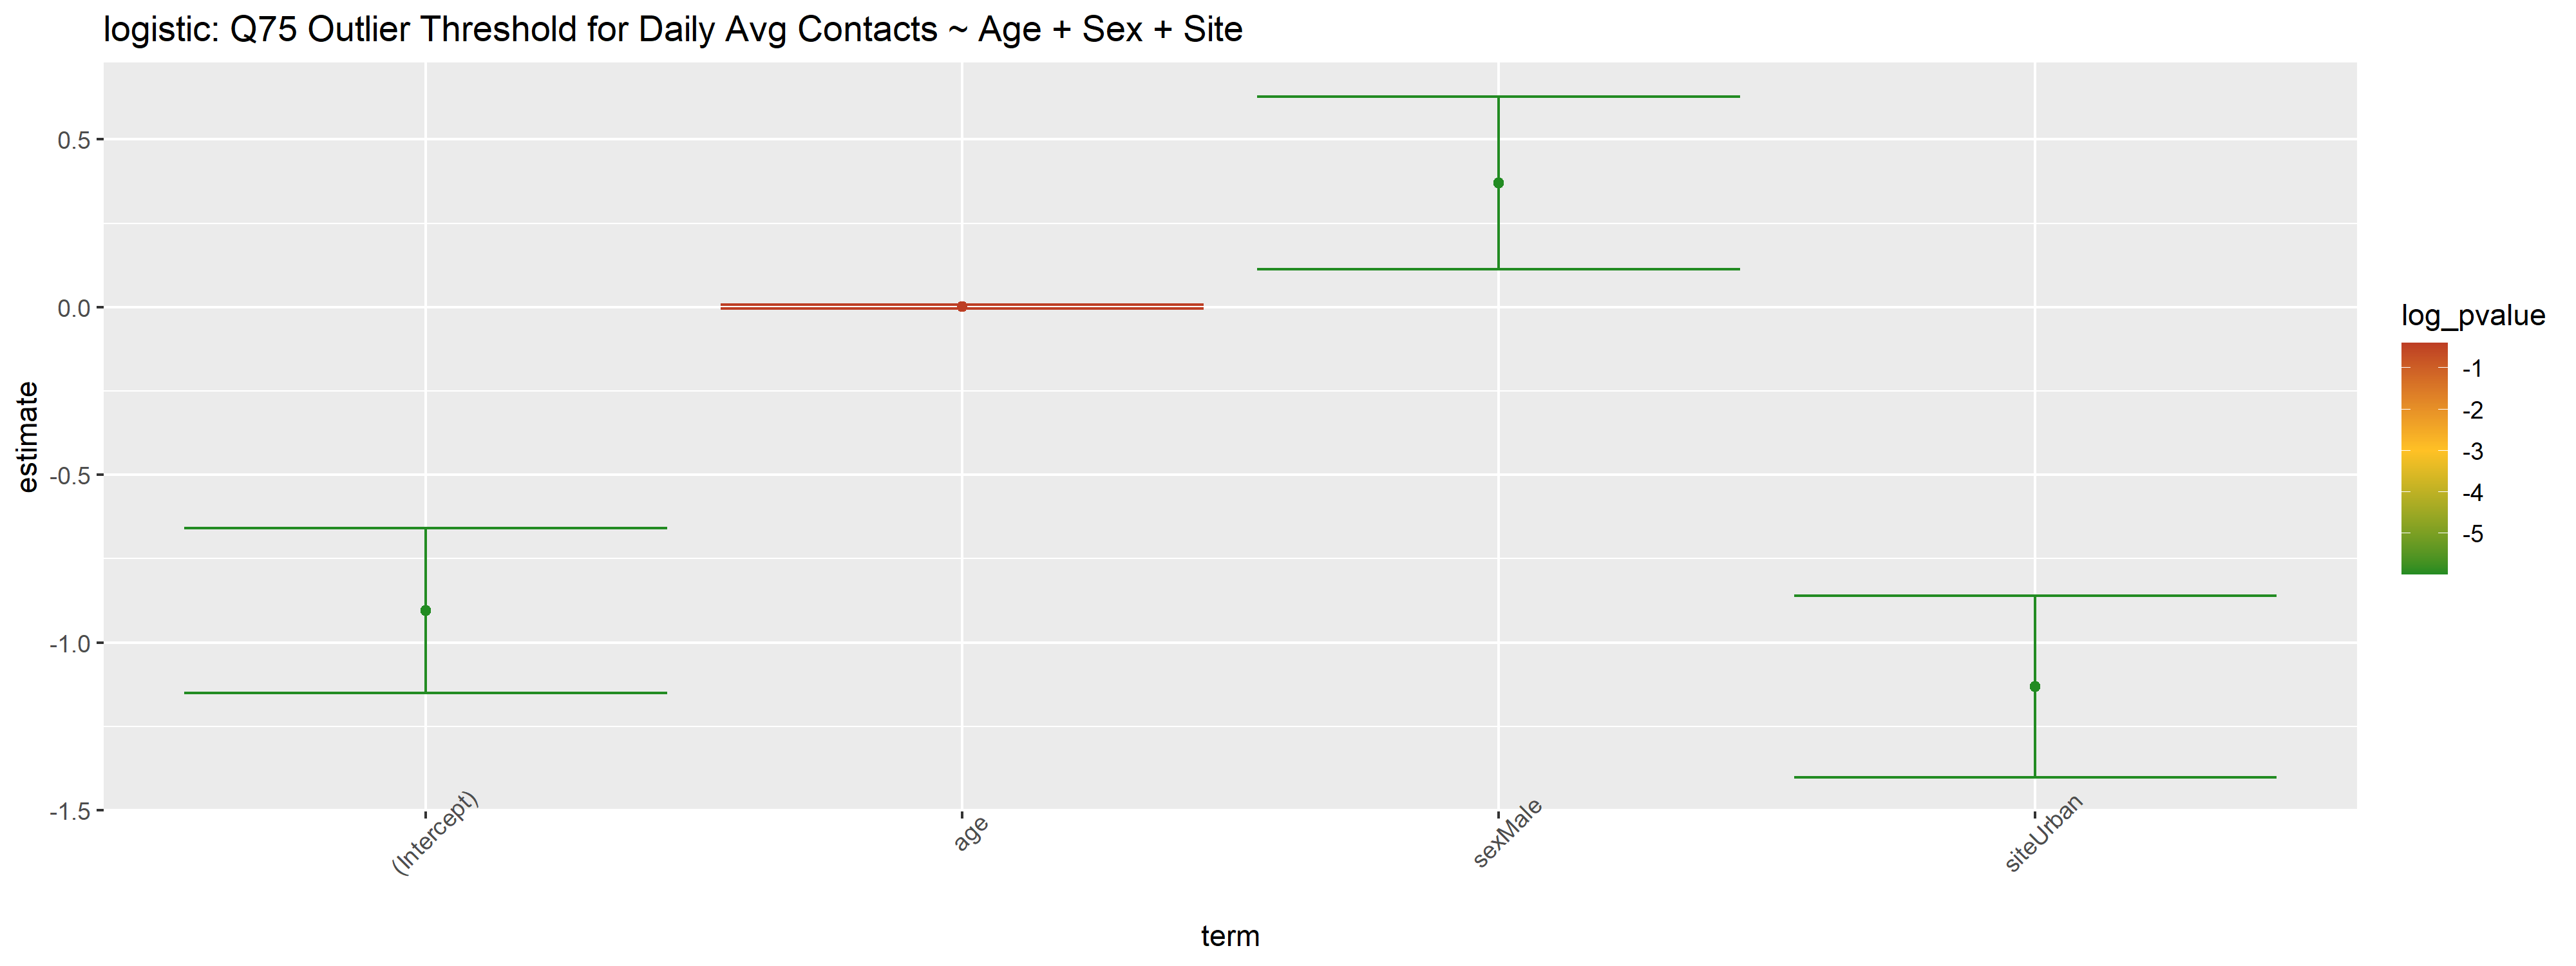 logistic: Q75 Outlier Threshold for Daily Avg Contacts ~ Age + Sex + Site
estimate
0.5
0.0
-0.5
-1.0
-1.5
(Intercept)
age
sexMale
siteUrban
term
log_pvalue
-1
-2
-3
-4
-5